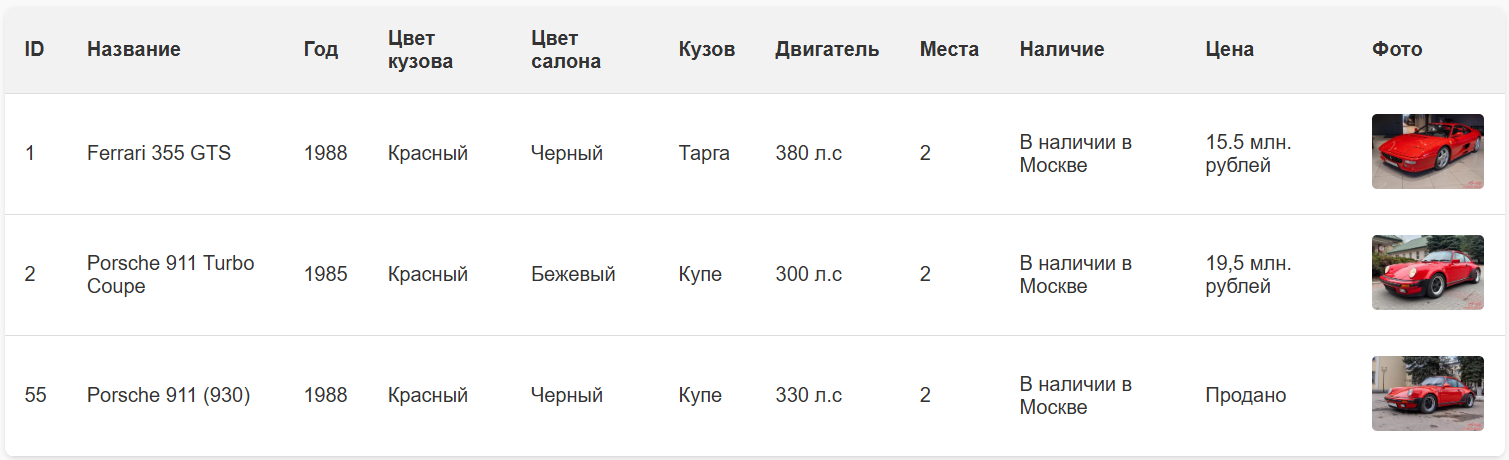 ID Название Год Цвет кузова Цвет салона Кузов Двигатель Места Наличие Цена Фото
1 Ferrari 355 GTS 1988 Красный Черный Тарга 380 л.с 2 В наличии в Москве 15.5 млн. рублей
2 Porsche 911 Turbo Coupe 1985 Красный Бежевый Купе 300 л.с 2 В наличии в Москве 19,5 млн. рублей
55 Porsche 911 (930) 1988 Красный Черный Купе 330 л.с 2 В наличии в Москве Продано